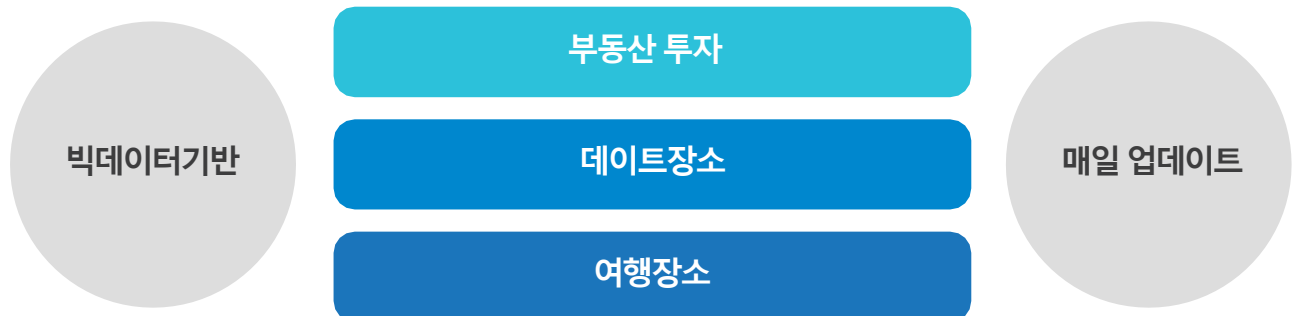 빅데이터기반
부동산 투자
데이트장소
여행장소
매일 업데이트